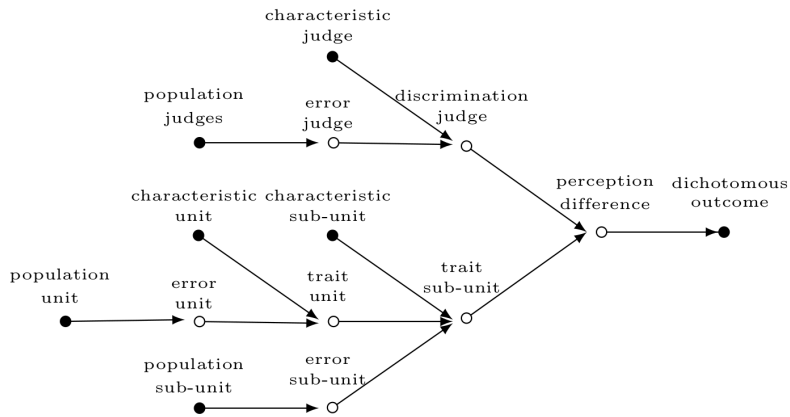 characteristic
judge
population
judges
error
judge
discrimination
judge
characteristic
unit
characteristic
sub-unit
perception
difference
dichotomous
outcome
population
unit
error
unit
trait
unit
trait
sub-unit
population
sub-unit
error
sub-unit